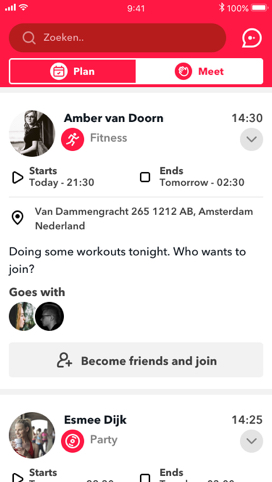 9:41
100%
Zoeken..
Plan
Meet
Amber van Doorn
14:30
Fitness
Starts
Today - 21:30
Ends
Tomorrow - 02:30
Van Dammengracht 265 1212 AB, Amsterdam
Nederland
Doing some workouts tonight. Who wants to
join?
Goes with
Become friends and join
Esmee Dijk
14:25
Party
Starts
Ends